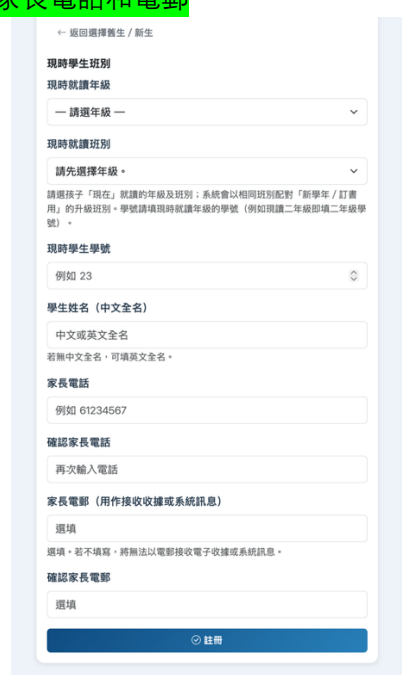 家長電話和電郵
← 返回選擇舊生 / 新生
現時學生班別
現時就讀年級
— 請選年級 —
現時就讀班別
請先選擇年級。
請選孩子「現在」就讀的年級及班別；系統會以相同班別配對「新學年 / 訂書
用」的升級班別。學號請填現時就讀年級的學號（例如現讀二年級即填二年級學
號）。
現時學生學號
例如 23
學生姓名（中文全名）
中文或英文全名
若無中文全名，可填英文全名。
家長電話
例如 61234567
確認家長電話
再次輸入電話
家長電郵（用作接收收據或系統訊息）
選填
選填。若不填寫，將無法以電郵接收電子收據或系統訊息。
確認家長電郵
選填
註冊